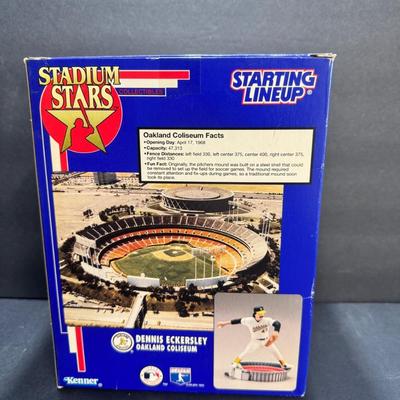 STADIUM
STARS
COLLECTIBLES
STARTING
LINEUP®
Oakland Coliseum Facts
•Opening Day: April 17, 1968
•Capacity: 47,313
•Fence Distances: left field 330, left center 375, center 400, right center 375,
right field 330
•Fun Fact: Originally, the pitchers mound was built on a steel shell that could
be removed to set up the field for soccer games. The mound required
constant attention and fix-ups during games, so a traditional mound soon
took its place.
DENNIS ECKERSLEY
OAKLAND COLISEUM
Kenner